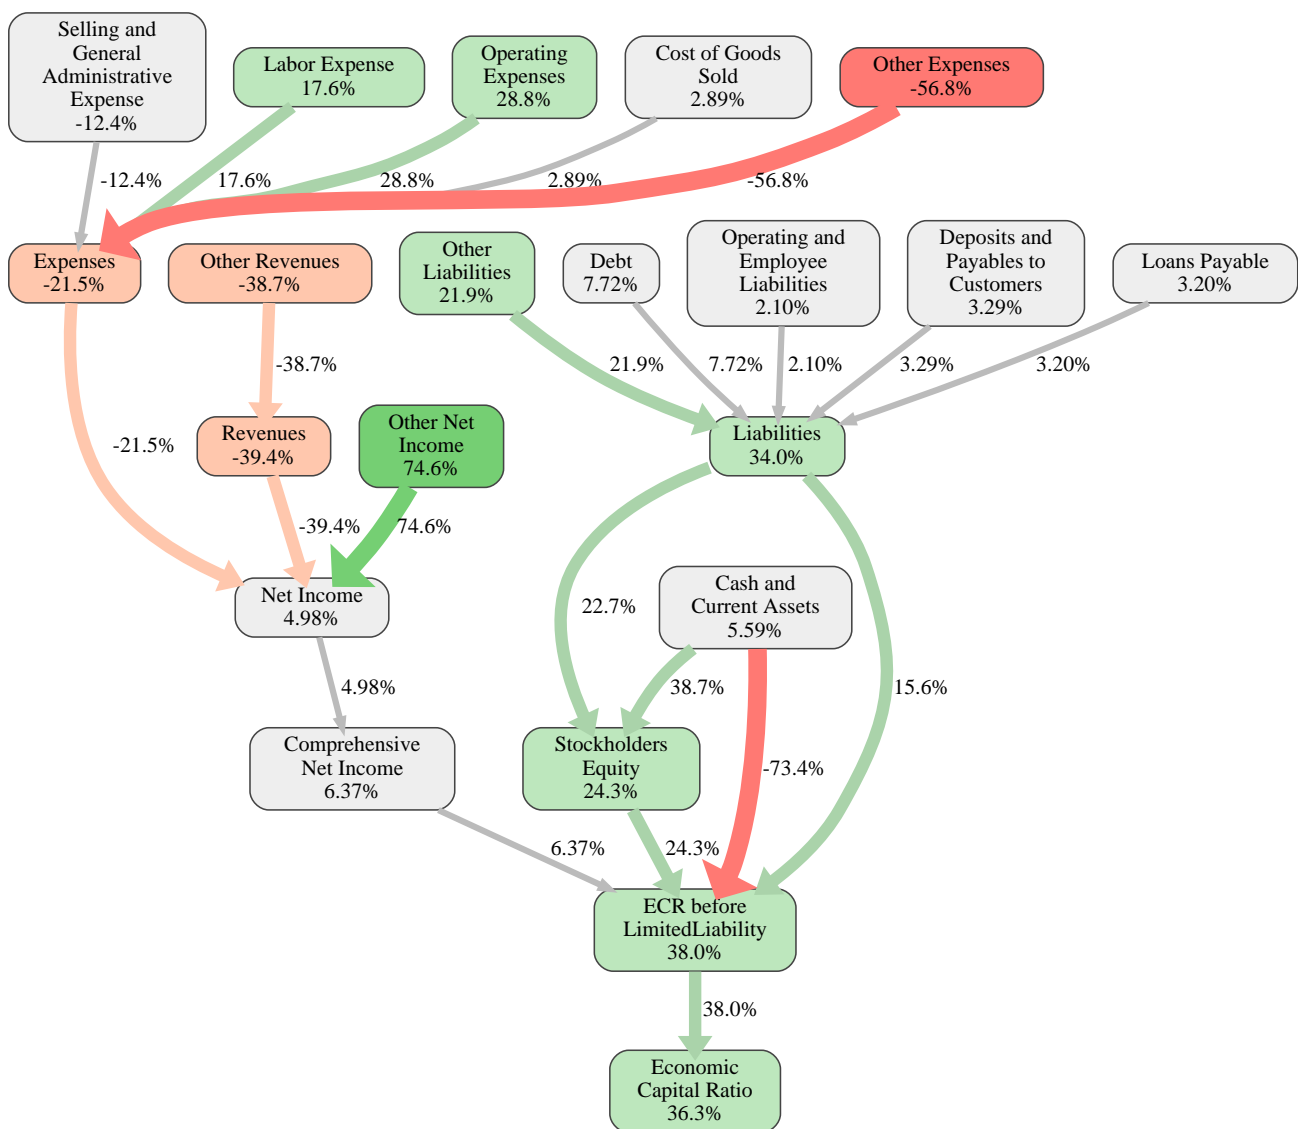 Selling and
General
Administrative
Expense
-12.4%
Labor Expense
17.6%
Operating
Expenses
28.8%
Cost of Goods
Sold
2.89%
Other Expenses
-56.8%
-12.4%
17.6%
28.8%
2.89%
-56.8%
Expenses
-21.5%
Other Revenues
-38.7%
Other
Liabilities
21.9%
Debt
7.72%
Operating and
Employee
Liabilities
2.10%
Deposits and
Payables to
Customers
3.29%
Loans Payable
3.20%
-38.7%
21.9%
7.72%
2.10%
3.29%
3.20%
-21.5%
Revenues
-39.4%
Other Net
Income
74.6%
Liabilities
34.0%
-39.4%
74.6%
Net Income
4.98%
22.7%
Cash and
Current Assets
5.59%
4.98%
38.7%
15.6%
Comprehensive
Net Income
6.37%
Stockholders
Equity
24.3%
-73.4%
6.37%
24.3%
ECR before
LimitedLiability
38.0%
38.0%
Economic
Capital Ratio
36.3%